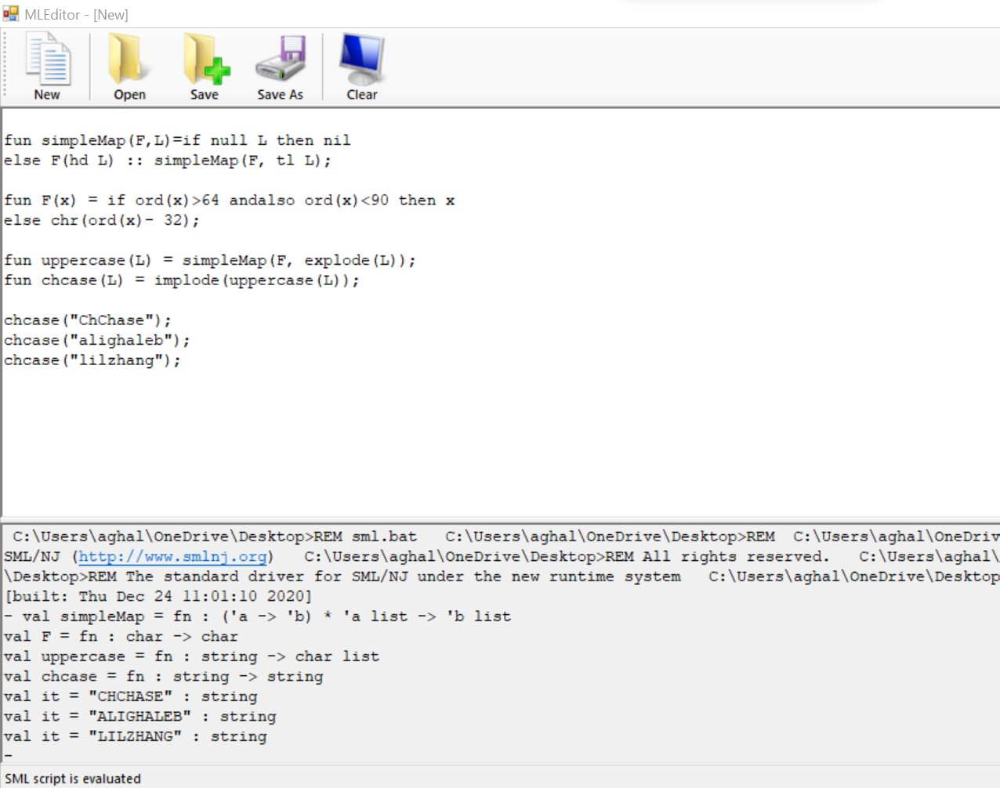 MLEditor - [New]
New
Open
Save
Save As
Clear
fun simpleMap(F,L)=if null L then nil
else F(hd L) :: simpleMap(F, tl L);
fun F(x) = if ord(x)>64 andalso ord(x)<90 then x
else chr(ord(x)- 32);
fun uppercase(L) = simpleMap(F, explode(L));
fun chcase(L) = implode(uppercase(L));
chcase("ChChase");
chcase("alighaleb");
chcase("lilzhang");
C:\Users\aghal\OneDrive\Desktop>REM sml.bat   C:\Users\aghal\OneDrive\Desktop>REM  C:\Users\aghal\OneDriv
SML/NJ (http://www.smlnj.org)   C:\Users\aghal\OneDrive\Desktop>REM All rights reserved.   C:\Users\aghal\
\Desktop>REM The standard driver for SML/NJ under the new runtime system   C:\Users\aghal\OneDrive\Desktop
[built: Thu Dec 24 11:01:10 2020]
- val simpleMap = fn : ('a -> 'b) * 'a list -> 'b list
val F = fn : char -> char
val uppercase = fn : string -> char list
val chcase = fn : string -> string
val it = "CHCHASE" : string
val it = "ALIGHALEB" : string
val it = "LILZHANG" : string
-
SML script is evaluated